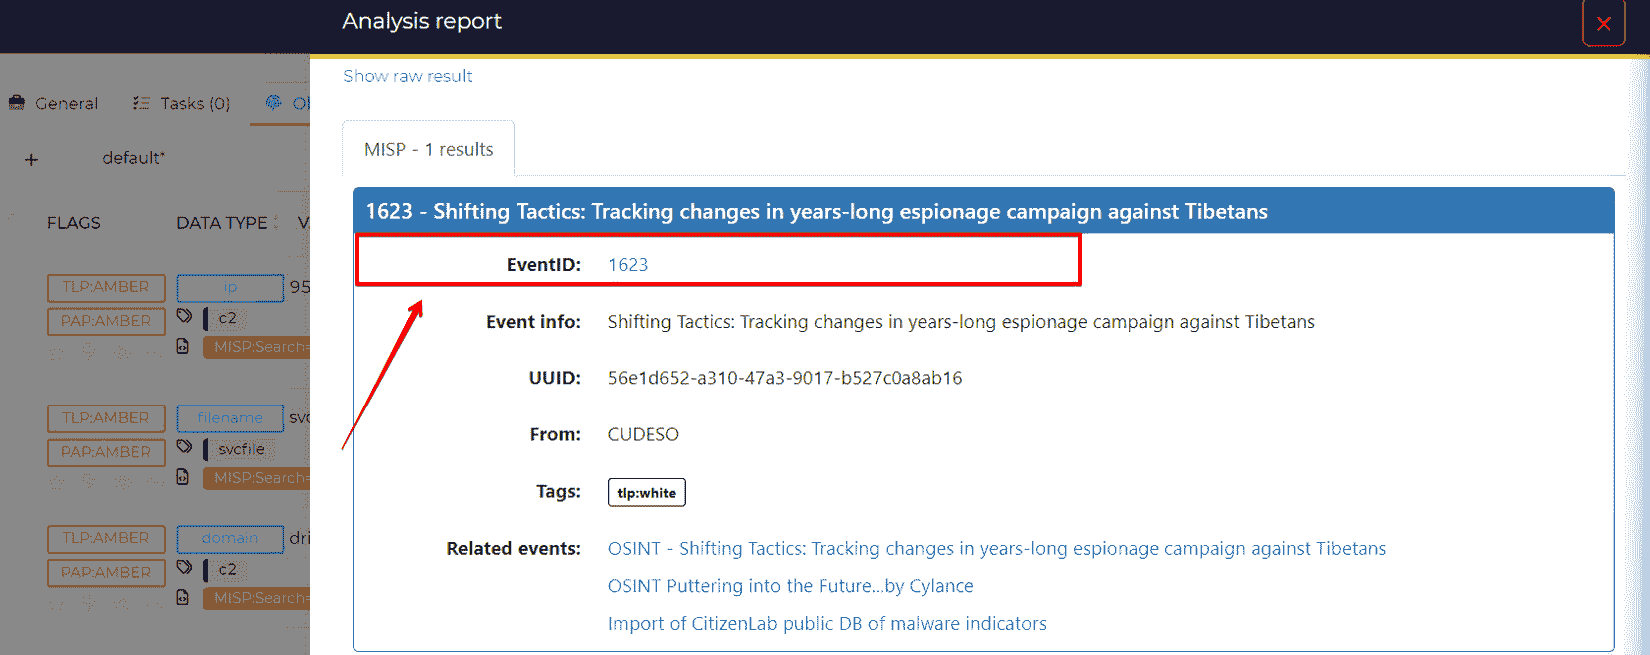 Analysis report
Show raw result
General
Tasks (0)
default*
MISP - 1 results
1623 - Shifting Tactics: Tracking changes in years-long espionage campaign against Tibetans
FLAGS
DATA TYPE
EventID: 1623
TLP:AMBER
ip
95
PAP:AMBER
c2
MISP:Search=
Event info: Shifting Tactics: Tracking changes in years-long espionage campaign against Tibetans
UUID: 56e1d652-a310-47a3-9017-b527c0a8ab16
TLP:AMBER
filename
svc
PAP:AMBER
svcfile
MISP:Search=
From: CUDESO
Tags: tlp:white
TLP:AMBER
domain
dri
PAP:AMBER
c2
MISP:Search=
Related events: OSINT - Shifting Tactics: Tracking changes in years-long espionage campaign against Tibetans
OSINT Puttering into the Future...by Cylance
Import of CitizenLab public DB of malware indicators